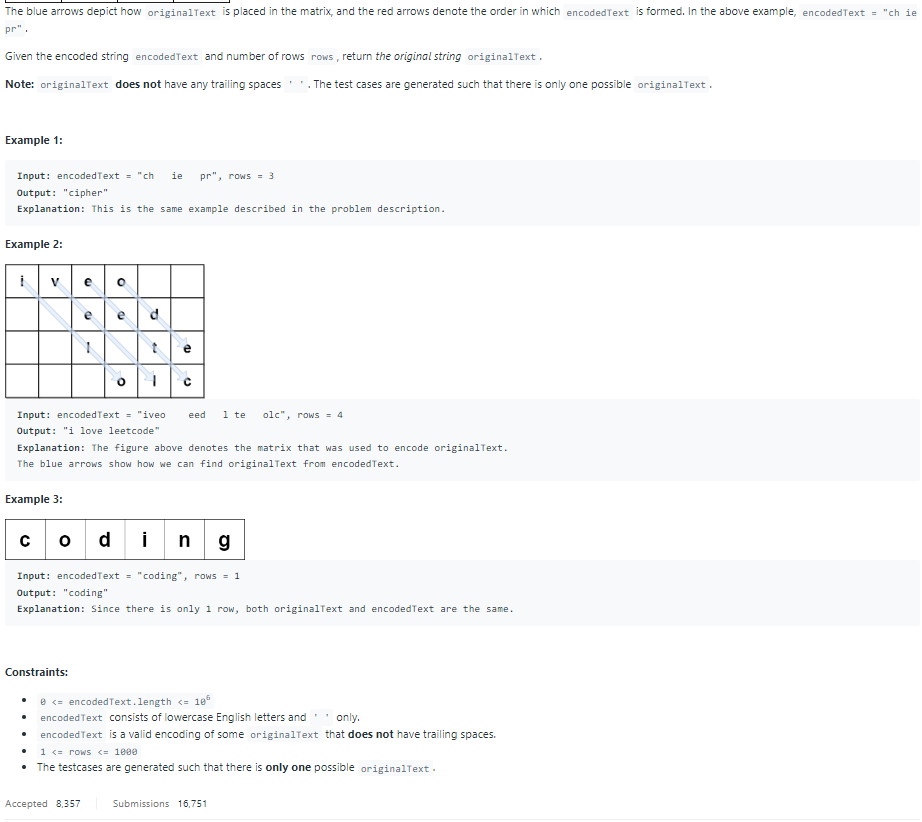 The blue arrows depict how originalText is placed in the matrix, and the red arrows denote the order in which encodedText is formed. In the above example, encodedText = "ch ie
pr" .
Given the encoded string encodedText and number of rows rows , return the original string originalText .
Note: originalText does not have any trailing spaces ' ' . The test cases are generated such that there is only one possible originalText .
Example 1:
Input: encodedText = "ch   ie   pr", rows = 3
Output: "cipher"
Explanation: This is the same example described in the problem description.
Example 2:
i v e o
e e d
l t e
o l c
Input: encodedText = "iveo    eed   l te   olc", rows = 4
Output: "i love leetcode"
Explanation: The figure above denotes the matrix that was used to encode originalText.
The blue arrows show how we can find originalText from encodedText.
Example 3:
c o d i n g
Input: encodedText = "coding", rows = 1
Output: "coding"
Explanation: Since there is only 1 row, both originalText and encodedText are the same.
Constraints:
• 0 <= encodedText.length <= 10⁶
• encodedText consists of lowercase English letters and ' ' only.
• encodedText is a valid encoding of some originalText that does not have trailing spaces.
• 1 <= rows <= 1000
• The testcases are generated such that there is only one possible originalText .
Accepted 8,357 | Submissions 16,751